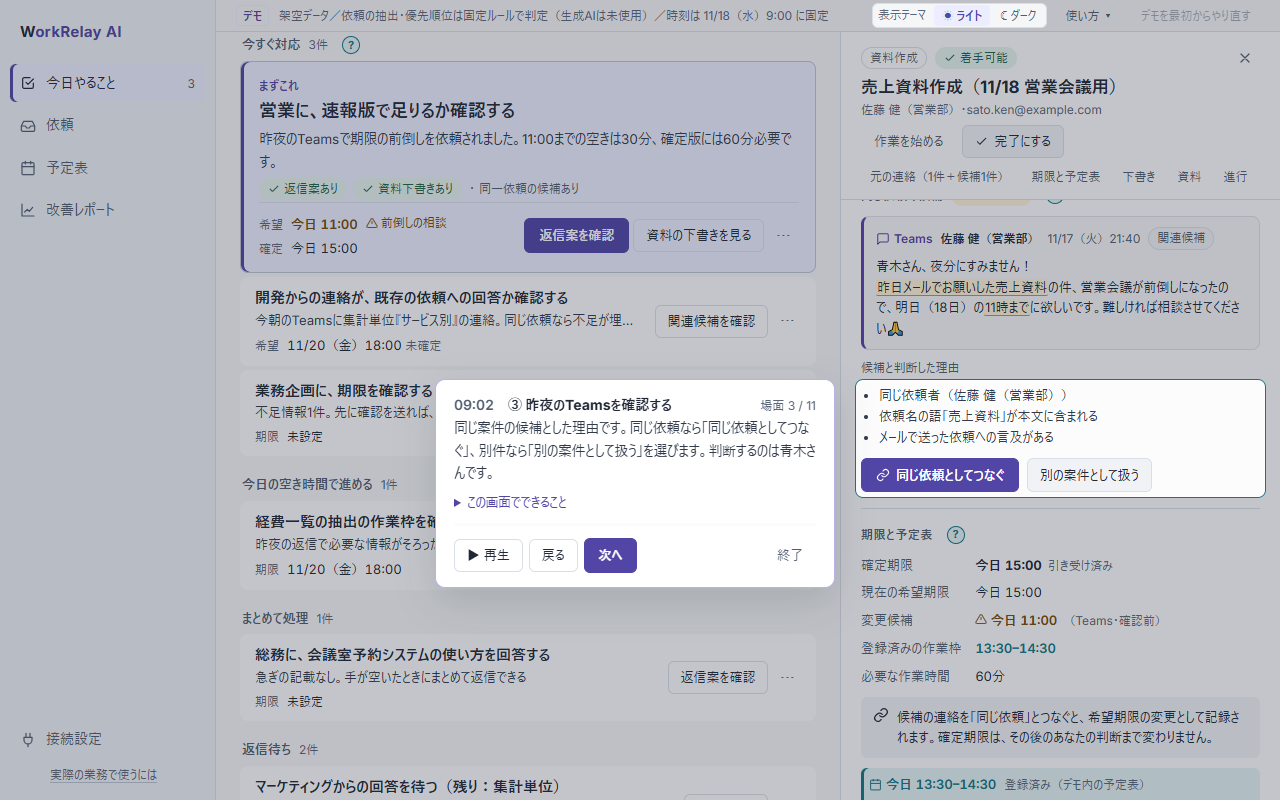 WorkRelay AI
今日やること 3
依頼
予定表
改善レポート
接続設定
実際の業務で使うには
デモ 架空データ／依頼の抽出・優先順位は固定ルールで判定（生成AIは未使用）／時刻は 11/18（水）9:00 に固定
表示テーマ ライト ダーク 使い方 ▾ デモを最初からやり直す
今すぐ対応 3件 ?
まずこれ
営業に、速報版で足りるか確認する
昨夜のTeamsで期限の前倒しを依頼されました。11:00までの空きは30分、確定版には60分必要で
す。
返信案あり 資料下書きあり ・同一依頼の候補あり
希望 今日 11:00 前倒しの相談
確定 今日 15:00
返信案を確認 資料の下書きを見る …
開発からの連絡が、既存の依頼への回答か確認する
今朝のTeamsに集計単位『サービス別』の連絡。同じ依頼なら不足が埋…
希望 11/20（金）18:00 未確定
関連候補を確認 …
業務企画に、期限を確認する
不足情報1件。先に確認を送れば、
期限 未設定
今日の空き時間で進める 1件
経費一覧の抽出の作業枠を確
昨夜の返信で必要な情報がそろっ
期限 11/20（金）18:00
まとめて処理 1件
総務に、会議室予約システムの使い方を回答する
急ぎの記載なし。手が空いたときにまとめて返信できる
期限 未設定
返信案を確認 …
返信待ち 2件
マーケティングからの回答を待つ（残り：集計単位）
09:02 ③ 昨夜のTeamsを確認する 場面 3 / 11
同じ案件の候補とした理由です。同じ依頼なら「同じ依頼としてつな
ぐ」、別件なら「別の案件として扱う」を選びます。判断するのは青木さ
んです。
▶ この画面でできること
▶ 再生 戻る 次へ 終了
資料作成 着手可能
売上資料作成（11/18 営業会議用）
佐藤 健（営業部）・sato.ken@example.com
作業を始める 完了にする
元の連絡（1件＋候補1件） 期限と予定表 下書き 資料 進行
Teams 佐藤 健（営業部） 11/17（火）21:40 関連候補
青木さん、夜分にすみません！
昨日メールでお願いした売上資料の件、営業会議が前倒しになったの
で、明日（18日）の11時までに欲しいです。難しければ相談させてくださ
い🙏
候補と判断した理由
• 同じ依頼者（佐藤 健（営業部））
• 依頼名の語「売上資料」が本文に含まれる
• メールで送った依頼への言及がある
同じ依頼としてつなぐ 別の案件として扱う
期限と予定表 ?
確定期限 今日 15:00 引き受け済み
現在の希望期限 今日 15:00
変更候補 今日 11:00 （Teams・確認前）
登録済みの作業枠 13:30–14:30
必要な作業時間 60分
候補の連絡を「同じ依頼」とつなぐと、希望期限の変更として記録さ
れます。確定期限は、その後のあなたの判断まで変わりません。
今日 13:30–14:30 登録済み（デモ内の予定表）